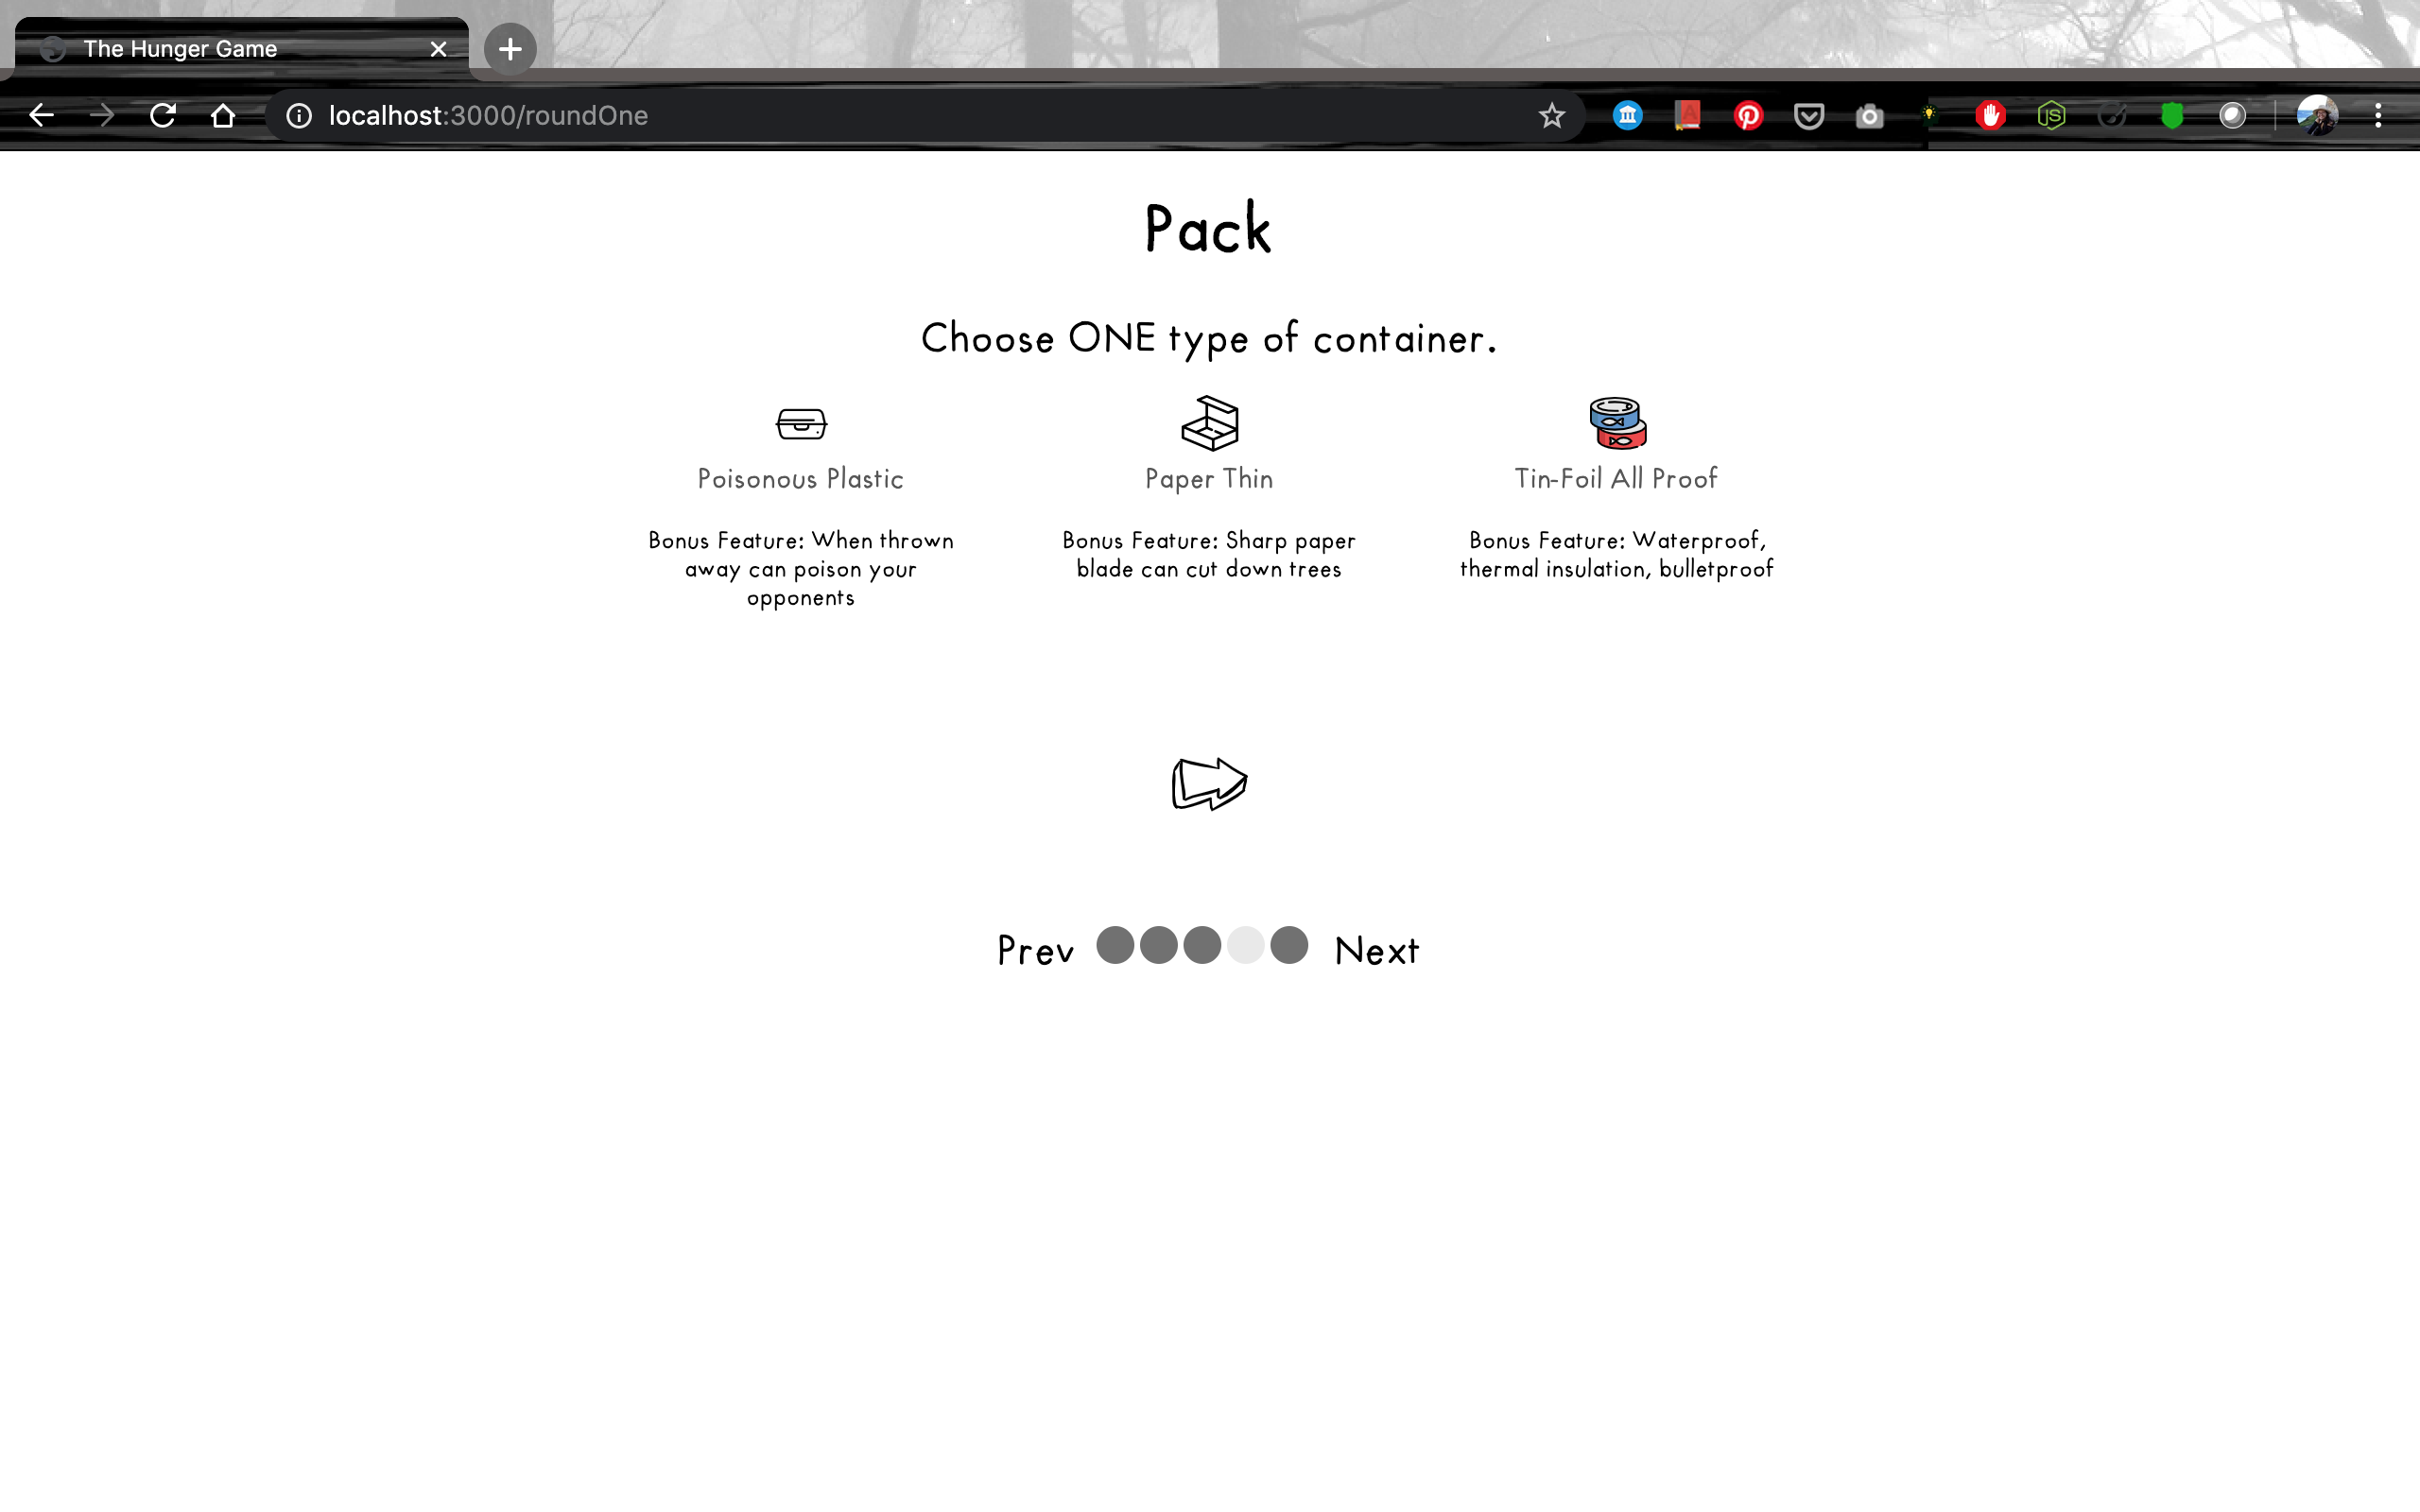 The Hunger Game
localhost:3000/roundOne
Pack
Choose ONE type of container.
Poisonous Plastic
Paper Thin
Tin-Foil All Proof
Bonus Feature: When thrown
away can poison your
opponents
Bonus Feature: Sharp paper
blade can cut down trees
Bonus Feature: Waterproof,
thermal insulation, bulletproof
Prev
Next